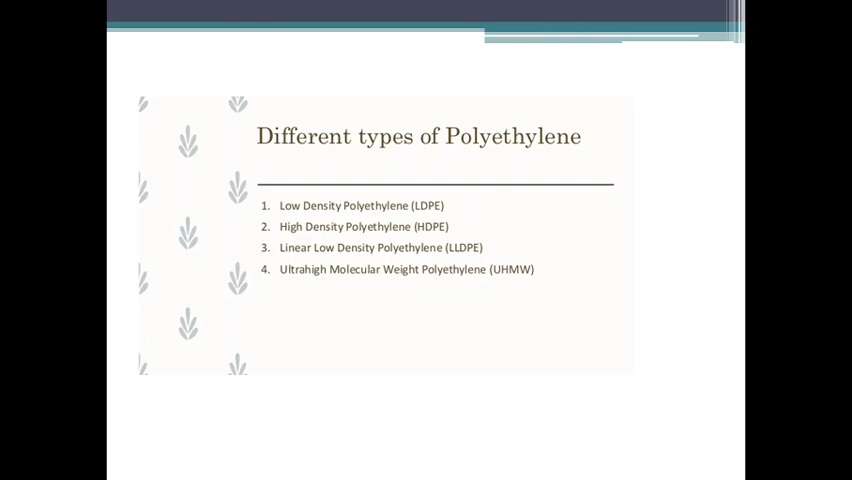 Different types of Polyethylene
1. Low Density Polyethylene (LDPE)
2. High Density Polyethylene (HDPE)
3. Linear Low Density Polyethylene (LLDPE)
4. Ultrahigh Molecular Weight Polyethylene (UHMW)